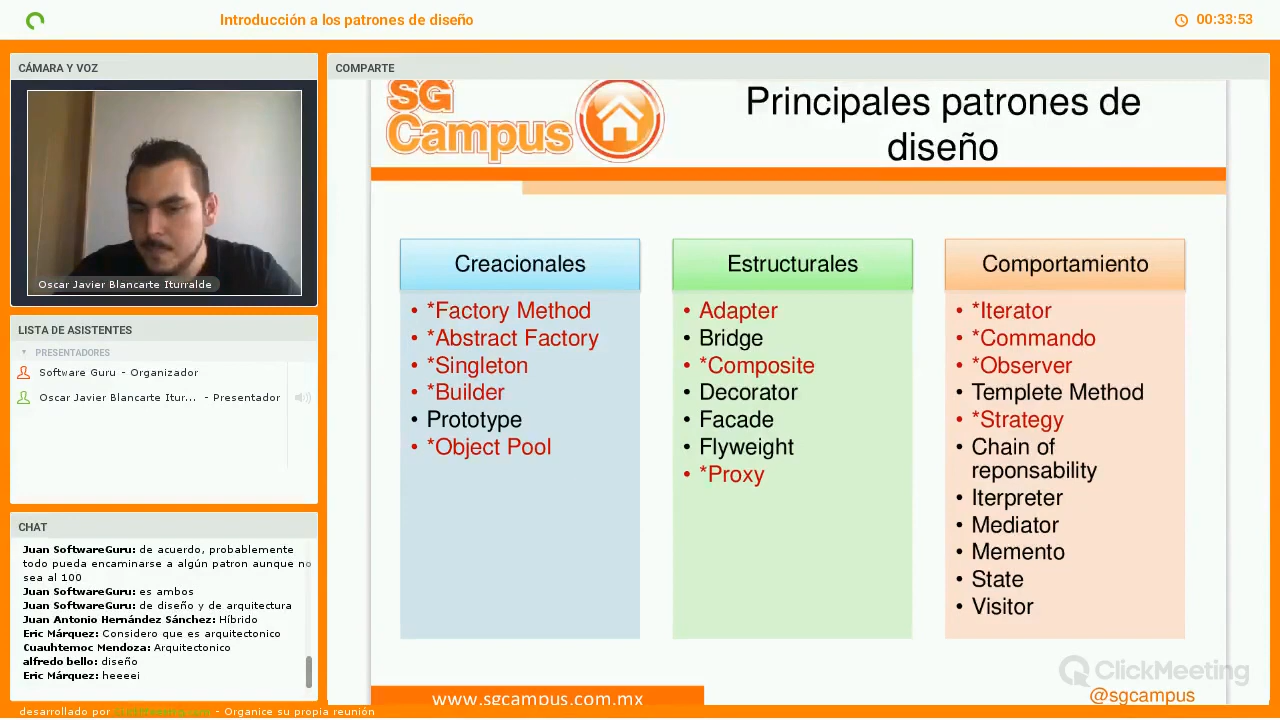 Introducción a los patrones de diseño
00:33:53
CÁMARA Y VOZ
Oscar Javier Blancarte Iturralde
LISTA DE ASISTENTES
PRESENTADORES
Software Guru - Organizador
Oscar Javier Blancarte Itur... - Presentador
CHAT
Juan SoftwareGuru: de acuerdo, probablemente
todo pueda encaminarse a algún patron aunque no
sea al 100
Juan SoftwareGuru: es ambos
Juan SoftwareGuru: de diseño y de arquitectura
Juan Antonio Hernández Sánchez: Híbrido
Eric Márquez: Considero que es arquitectonico
Cuauhtemoc Mendoza: Arquitectonico
alfredo bello: diseño
Eric Márquez: heeeei
desarrollado por ClickMeeting.com - Organice su propia reunión
COMPARTE
SG
Campus
Principales patrones de
diseño
Creacionales
• *Factory Method
• *Abstract Factory
• *Singleton
• *Builder
• Prototype
• *Object Pool
Estructurales
• Adapter
• Bridge
• *Composite
• Decorator
• Facade
• Flyweight
• *Proxy
Comportamiento
• *Iterator
• *Commando
• *Observer
• Templete Method
• *Strategy
• Chain of
reponsability
• Iterpreter
• Mediator
• Memento
• State
• Visitor
ClickMeeting
www.sgcampus.com.mx
@sgcampus